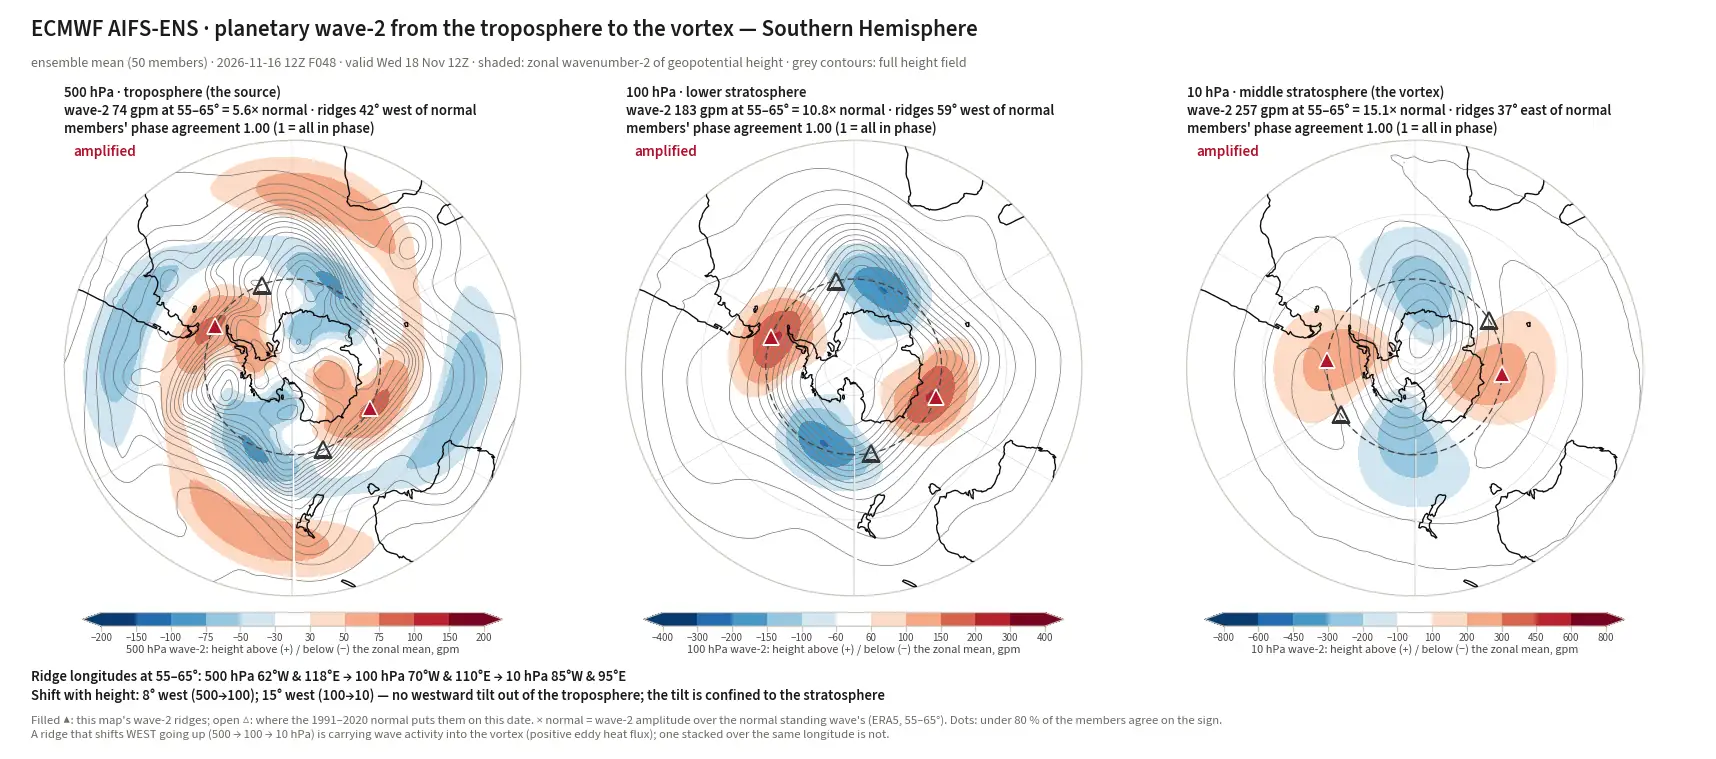 ECMWF AIFS-ENS · planetary wave-2 from the troposphere to the vortex — Southern Hemisphere
ensemble mean (50 members) · 2026-11-16 12Z F048 · valid Wed 18 Nov 12Z · shaded: zonal wavenumber-2 of geopotential height · grey contours: full height field
500 hPa · troposphere (the source)
wave-2 74 gpm at 55–65° = 5.6× normal · ridges 42° west of normal
members' phase agreement 1.00 (1 = all in phase)
amplified
100 hPa · lower stratosphere
wave-2 183 gpm at 55–65° = 10.8× normal · ridges 59° west of normal
members' phase agreement 1.00 (1 = all in phase)
amplified
10 hPa · middle stratosphere (the vortex)
wave-2 257 gpm at 55–65° = 15.1× normal · ridges 37° east of normal
members' phase agreement 1.00 (1 = all in phase)
amplified
−200 −150 −100 −75 −50 −30 30 50 75 100 150 200
500 hPa wave-2: height above (+) / below (−) the zonal mean, gpm
−400 −300 −200 −150 −100 −60 60 100 150 200 300 400
100 hPa wave-2: height above (+) / below (−) the zonal mean, gpm
−800 −600 −450 −300 −200 −100 100 200 300 450 600 800
10 hPa wave-2: height above (+) / below (−) the zonal mean, gpm
Ridge longitudes at 55–65°: 500 hPa 62°W & 118°E → 100 hPa 70°W & 110°E → 10 hPa 85°W & 95°E
Shift with height: 8° west (500→100); 15° west (100→10) — no westward tilt out of the troposphere; the tilt is confined to the stratosphere
Filled ▲: this map's wave-2 ridges; open △: where the 1991–2020 normal puts them on this date. × normal = wave-2 amplitude over the normal standing wave's (ERA5, 55–65°). Dots: under 80 % of the members agree on the sign.
A ridge that shifts WEST going up (500 → 100 → 10 hPa) is carrying wave activity into the vortex (positive eddy heat flux); one stacked over the same longitude is not.